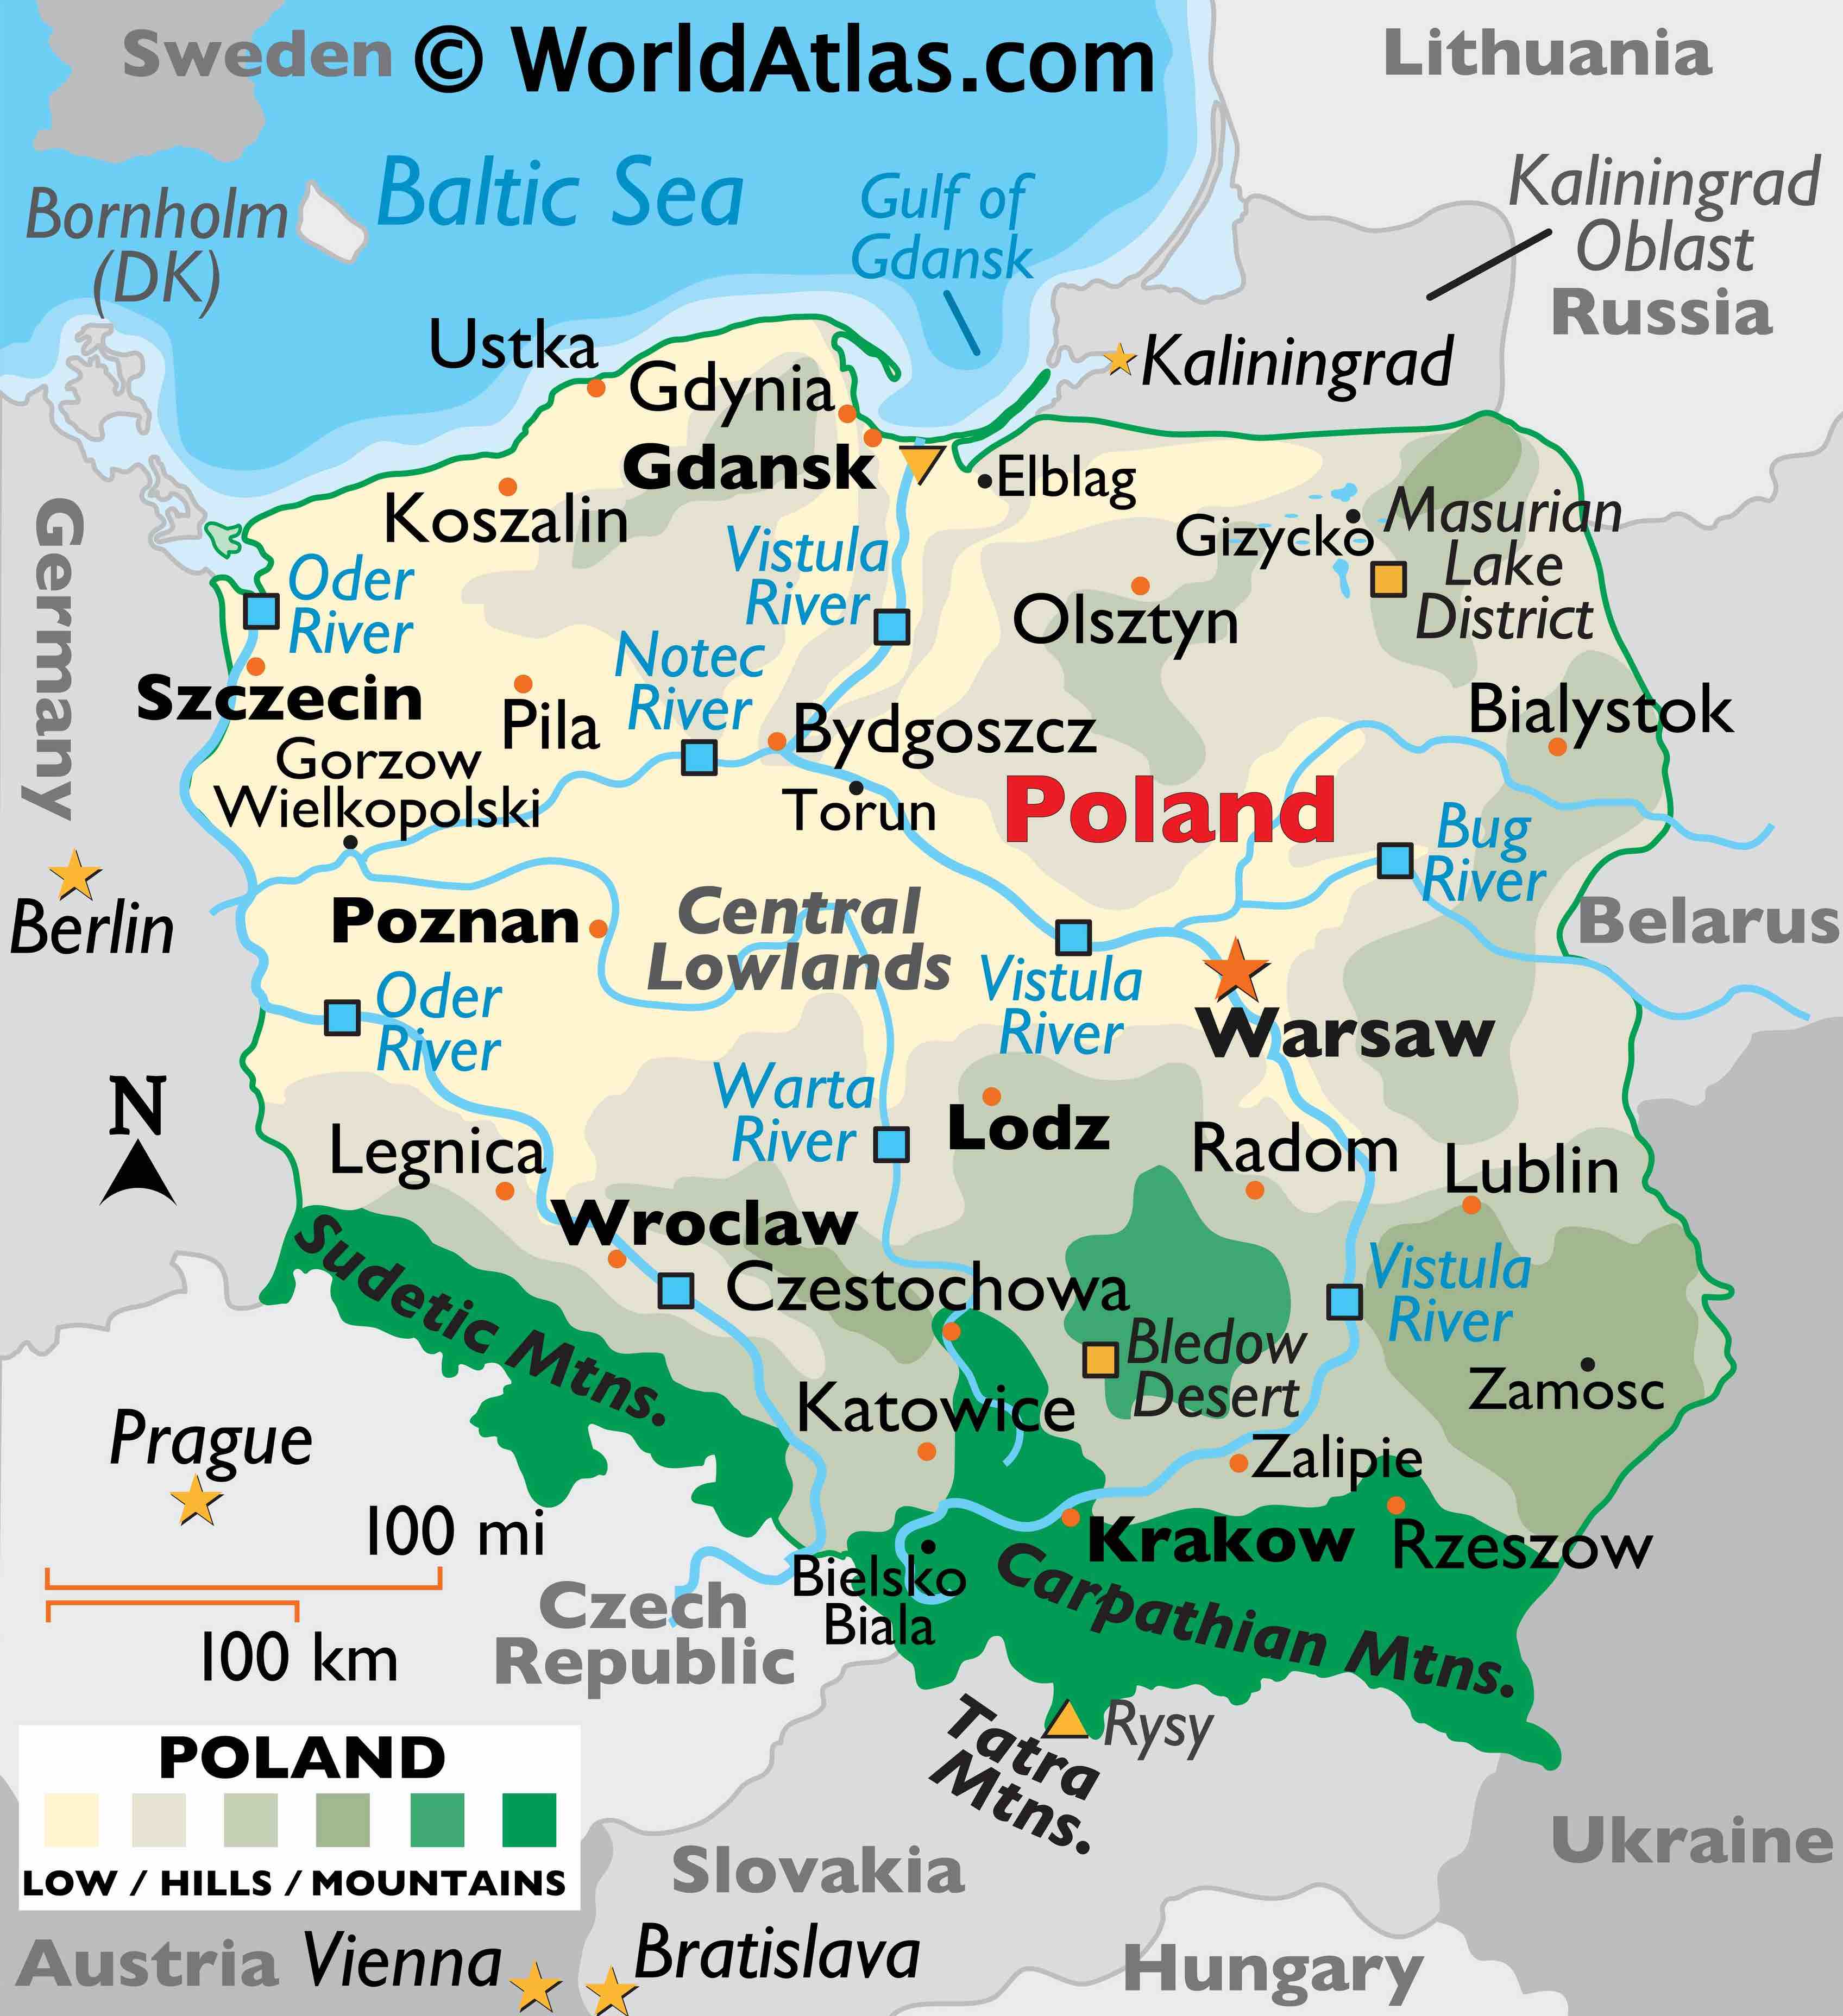 Sweden
© WorldAtlas.com
Lithuania
Baltic Sea
Gulf of
Gdansk
Kaliningrad
Oblast
Russia
Bornholm
(DK)
Ustka
Gdynia
Kaliningrad
Gdansk
Elblag
Koszalin
Germany
Vistula
River
Gizycko
Masurian
Lake
District
Oder
River
Olsztyn
Notec
River
Szczecin
Pila
Bydgoszcz
Bialystok
Gorzow
Wielkopolski
Torun
Poland
Bug
River
Berlin
Poznan
Central
Lowlands
Belarus
Vistula
River
Oder
River
Warsaw
N
Warta
River
Lodz
Legnica
Radom
Lublin
Wroclaw
Sudetic Mtns.
Czestochowa
Vistula
River
Bledow
Desert
Zamosc
Katowice
Prague
Zalipie
100 mi
Krakow
Rzeszow
Bielsko
Biala
Carpathian Mtns.
Czech
Republic
100 km
Tatra
Mtns.
Rysy
POLAND
LOW / HILLS / MOUNTAINS
Slovakia
Ukraine
Austria
Vienna
Bratislava
Hungary